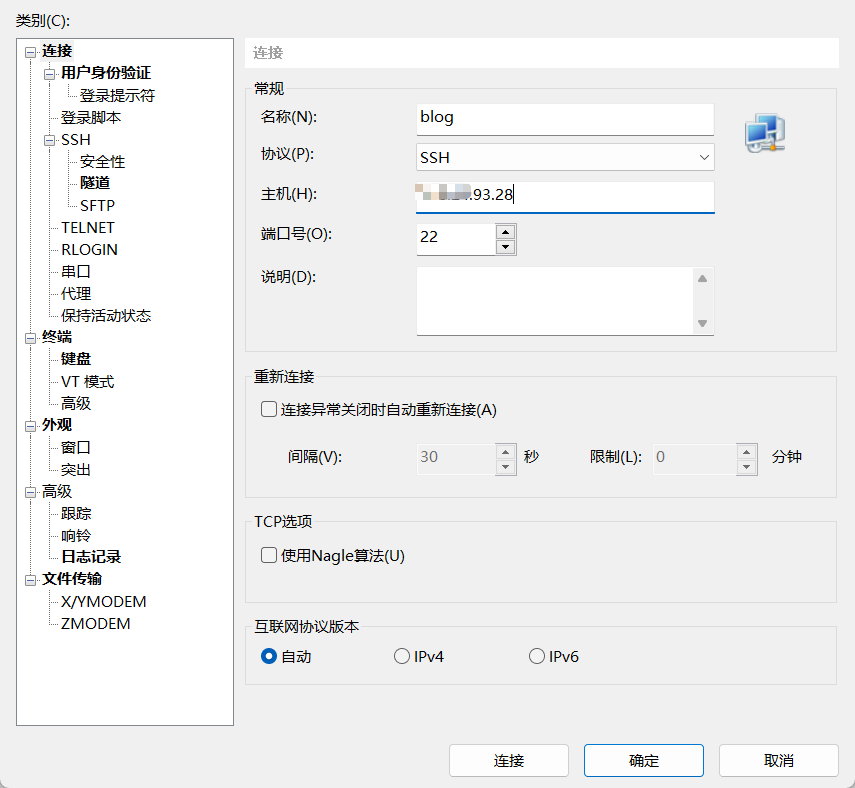 类别(C):
连接
用户身份验证
登录提示符
登录脚本
SSH
安全性
隧道
SFTP
TELNET
RLOGIN
串口
代理
保持活动状态
终端
键盘
VT 模式
高级
外观
窗口
突出
高级
跟踪
响铃
日志记录
文件传输
X/YMODEM
ZMODEM
连接
常规
名称(N): blog
协议(P): SSH
主机(H): .93.28
端口号(O): 22
说明(D):
重新连接
连接异常关闭时自动重新连接(A)
间隔(V): 30 秒 限制(L): 0 分钟
TCP选项
使用Nagle算法(U)
互联网协议版本
自动 IPv4 IPv6
连接 确定 取消